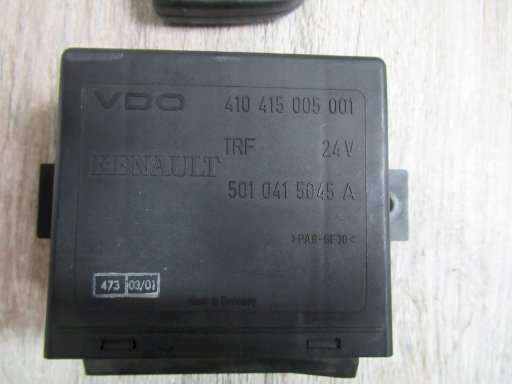 VDO 410 415 005 001
TRF 24V
RENAULT
501 041 5045 A
>PA6-GF30<
473 03/01
Made in Germany